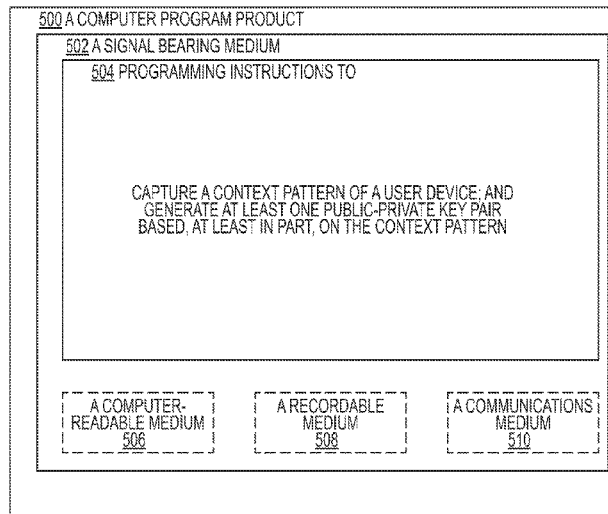 500 A COMPUTER PROGRAM PRODUCT
502 A SIGNAL BEARING MEDIUM
504 PROGRAMMING INSTRUCTIONS TO
CAPTURE A CONTEXT PATTERN OF A USER DEVICE; AND
GENERATE AT LEAST ONE PUBLIC-PRIVATE KEY PAIR
BASED, AT LEAST IN PART, ON THE CONTEXT PATTERN
A COMPUTER-
READABLE MEDIUM
506
A RECORDABLE
MEDIUM
508
A COMMUNICATIONS
MEDIUM
510